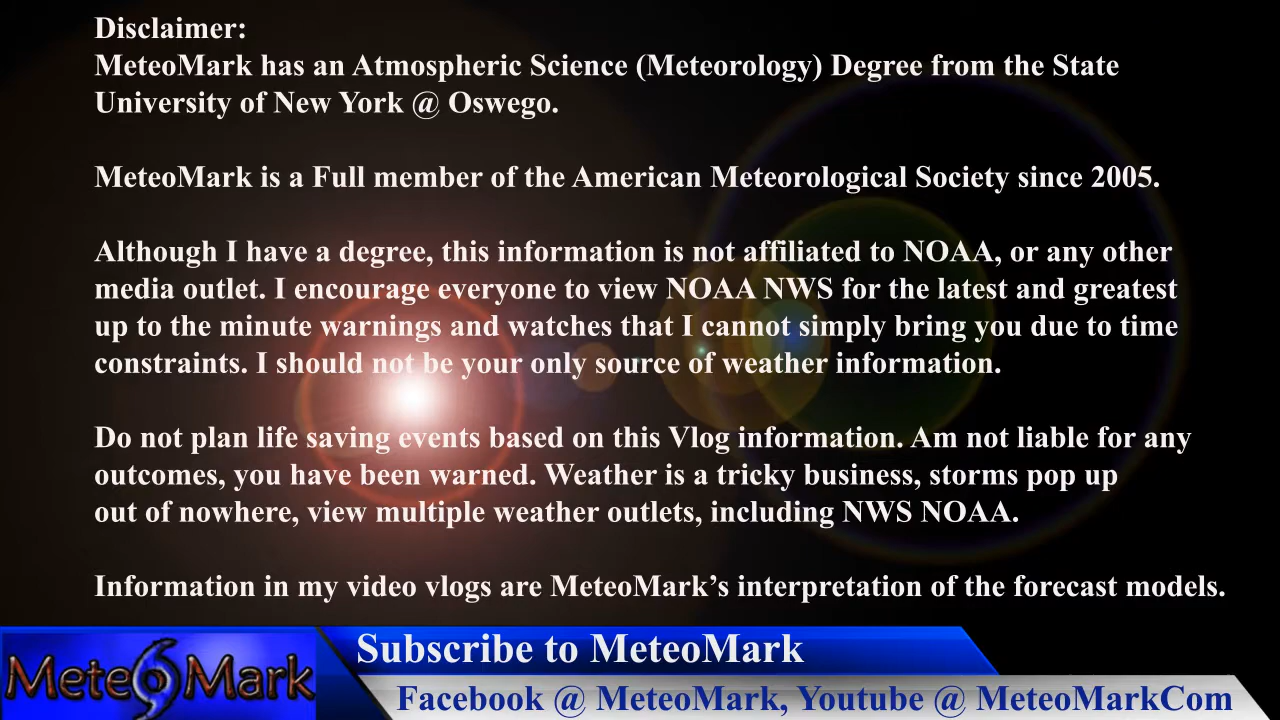 Disclaimer:
MeteoMark has an Atmospheric Science (Meteorology) Degree from the State
University of New York @ Oswego.
MeteoMark is a Full member of the American Meteorological Society since 2005.
Although I have a degree, this information is not affiliated to NOAA, or any other
media outlet. I encourage everyone to view NOAA NWS for the latest and greatest
up to the minute warnings and watches that I cannot simply bring you due to time
constraints. I should not be your only source of weather information.
Do not plan life saving events based on this Vlog information. Am not liable for any
outcomes, you have been warned. Weather is a tricky business, storms pop up
out of nowhere, view multiple weather outlets, including NWS NOAA.
Information in my video vlogs are MeteoMark’s interpretation of the forecast models.
Subscribe to MeteoMark
MeteoMark
Facebook @ MeteoMark, Youtube @ MeteoMarkCom